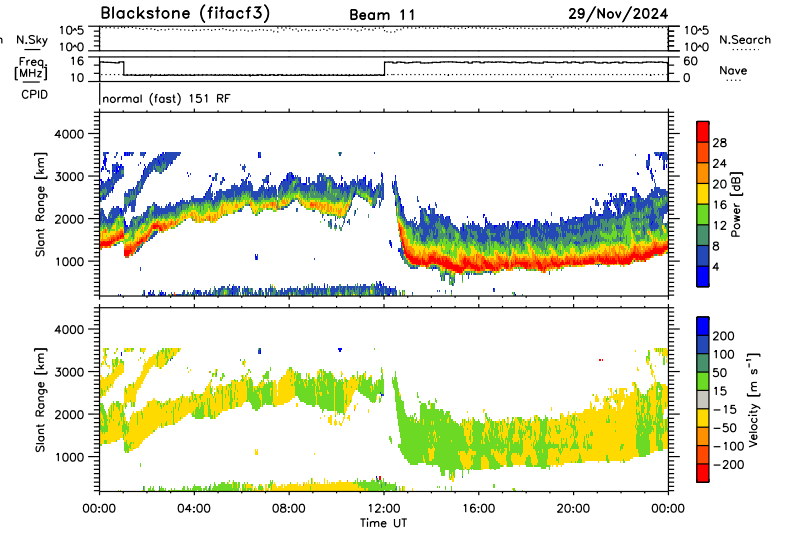 Blackstone (fitacf3) Beam 11 29/Nov/2024
N.Sky 10^5 10^5 N.Search
10^0 10^0
Freq. 16 60 Nave
[MHz] 10 0
CPID normal (fast) 151 RF
4000
3000
2000
1000
Slant Range [km]
28
24
20
16
12
8
4
Power [dB]
4000
3000
2000
1000
Slant Range [km]
200
100
50
15
-15
-50
-100
-200
Velocity [m s⁻¹]
00:00 04:00 08:00 12:00 16:00 20:00 00:00
Time UT